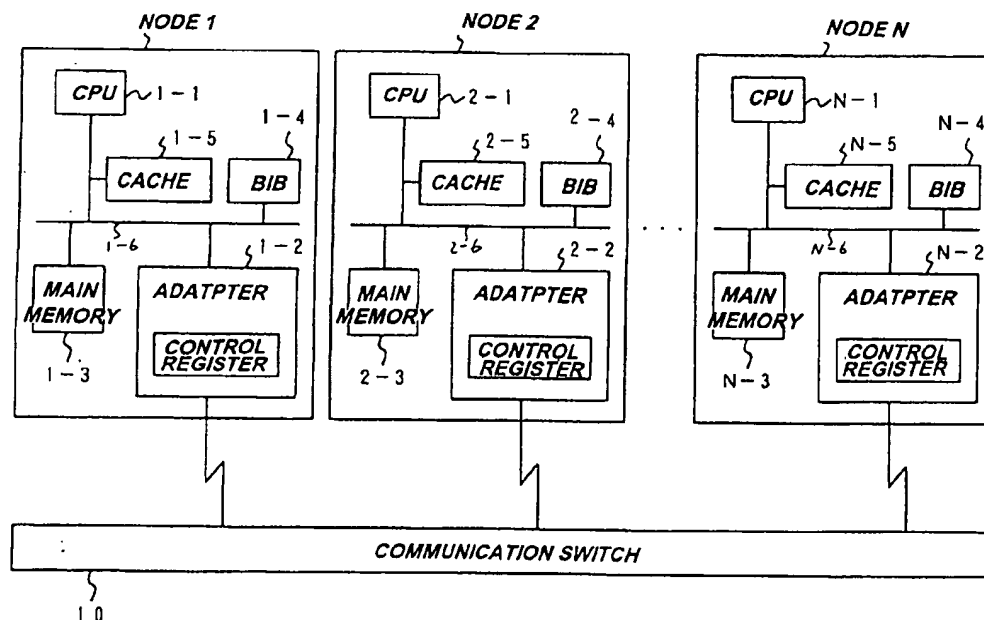 NODE 1
NODE 2
NODE N
CPU
1-1
1-4
1-5
CACHE
BIB
1-6
1-2
MAIN
MEMORY
ADATPTER
CONTROL
REGISTER
1-3
CPU
2-1
2-4
2-5
CACHE
BIB
2-6
2-2
MAIN
MEMORY
ADATPTER
CONTROL
REGISTER
2-3
CPU
N-1
N-4
N-5
CACHE
BIB
N-6
N-2
MAIN
MEMORY
ADATPTER
CONTROL
REGISTER
N-3
COMMUNICATION SWITCH
10